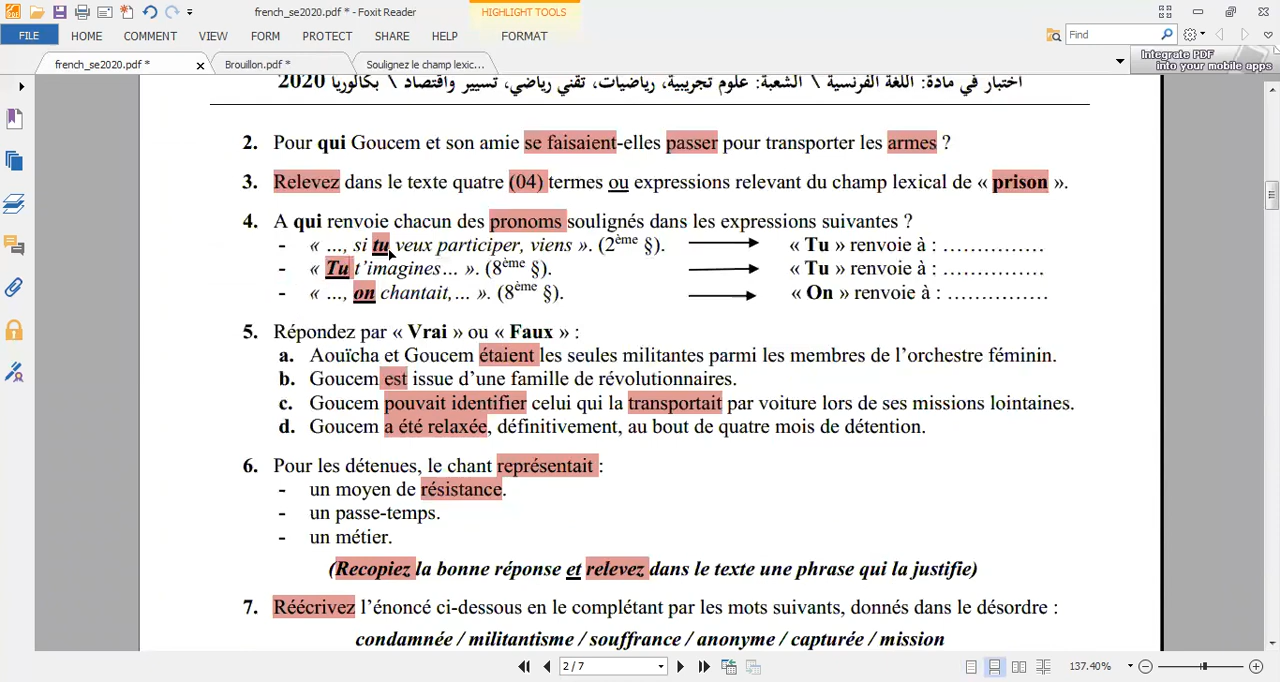 french_se2020.pdf * - Foxit Reader
HIGHLIGHT TOOLS
FILE HOME COMMENT VIEW FORM PROTECT SHARE HELP FORMAT
Find
french_se2020.pdf * Brouillon.pdf * Soulignez le champ lexic...
Integrate PDF
into your mobile apps
اختبار في مادة: اللغة الفرنسية \ الشعبة: علوم تجريبية، رياضيات، تقني رياضي، تسيير واقتصاد \ بكالوريا 2020
2. Pour qui Goucem et son amie se faisaient-elles passer pour transporter les armes ?
3. Relevez dans le texte quatre (04) termes ou expressions relevant du champ lexical de « prison ».
4. A qui renvoie chacun des pronoms soulignés dans les expressions suivantes ?
- « …, si tu veux participer, viens ». (2ème §). « Tu » renvoie à : ……………
- « Tu t'imagines… ». (8ème §). « Tu » renvoie à : ……………
- « …, on chantait,… ». (8ème §). « On » renvoie à : ……………
5. Répondez par « Vrai » ou « Faux » :
a. Aouïcha et Goucem étaient les seules militantes parmi les membres de l'orchestre féminin.
b. Goucem est issue d'une famille de révolutionnaires.
c. Goucem pouvait identifier celui qui la transportait par voiture lors de ses missions lointaines.
d. Goucem a été relaxée, définitivement, au bout de quatre mois de détention.
6. Pour les détenues, le chant représentait :
- un moyen de résistance.
- un passe-temps.
- un métier.
(Recopiez la bonne réponse et relevez dans le texte une phrase qui la justifie)
7. Réécrivez l'énoncé ci-dessous en le complétant par les mots suivants, donnés dans le désordre :
condamnée / militantisme / souffrance / anonyme / capturée / mission
2 / 7
137.40%